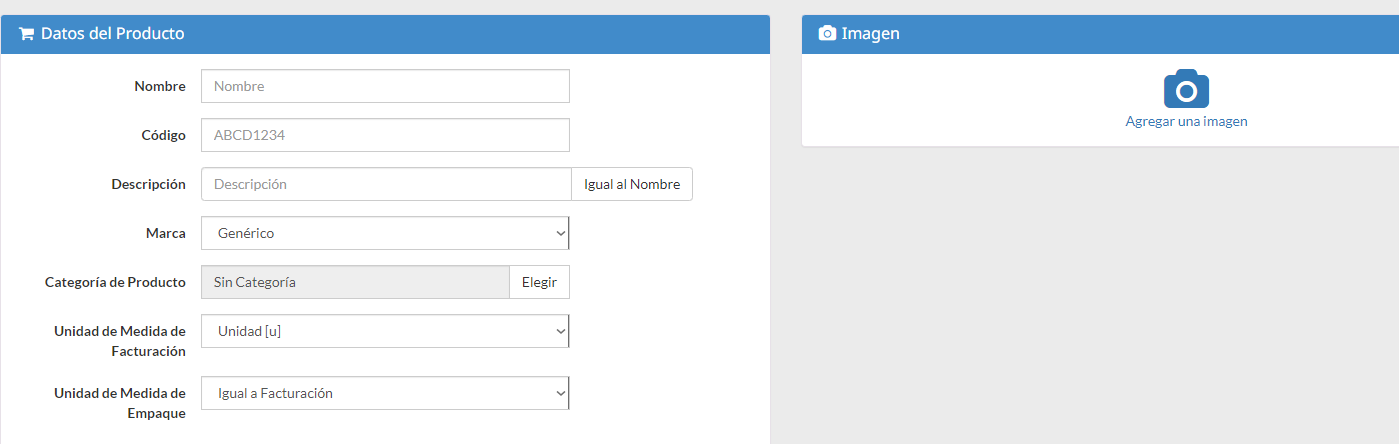 Datos del Producto
Nombre
Nombre
Código
ABCD1234
Descripción
Descripción
Igual al Nombre
Marca
Genérico
Categoría de Producto
Sin Categoría
Elegir
Unidad de Medida de
Facturación
Unidad [u]
Unidad de Medida de
Empaque
Igual a Facturación
Imagen
Agregar una imagen